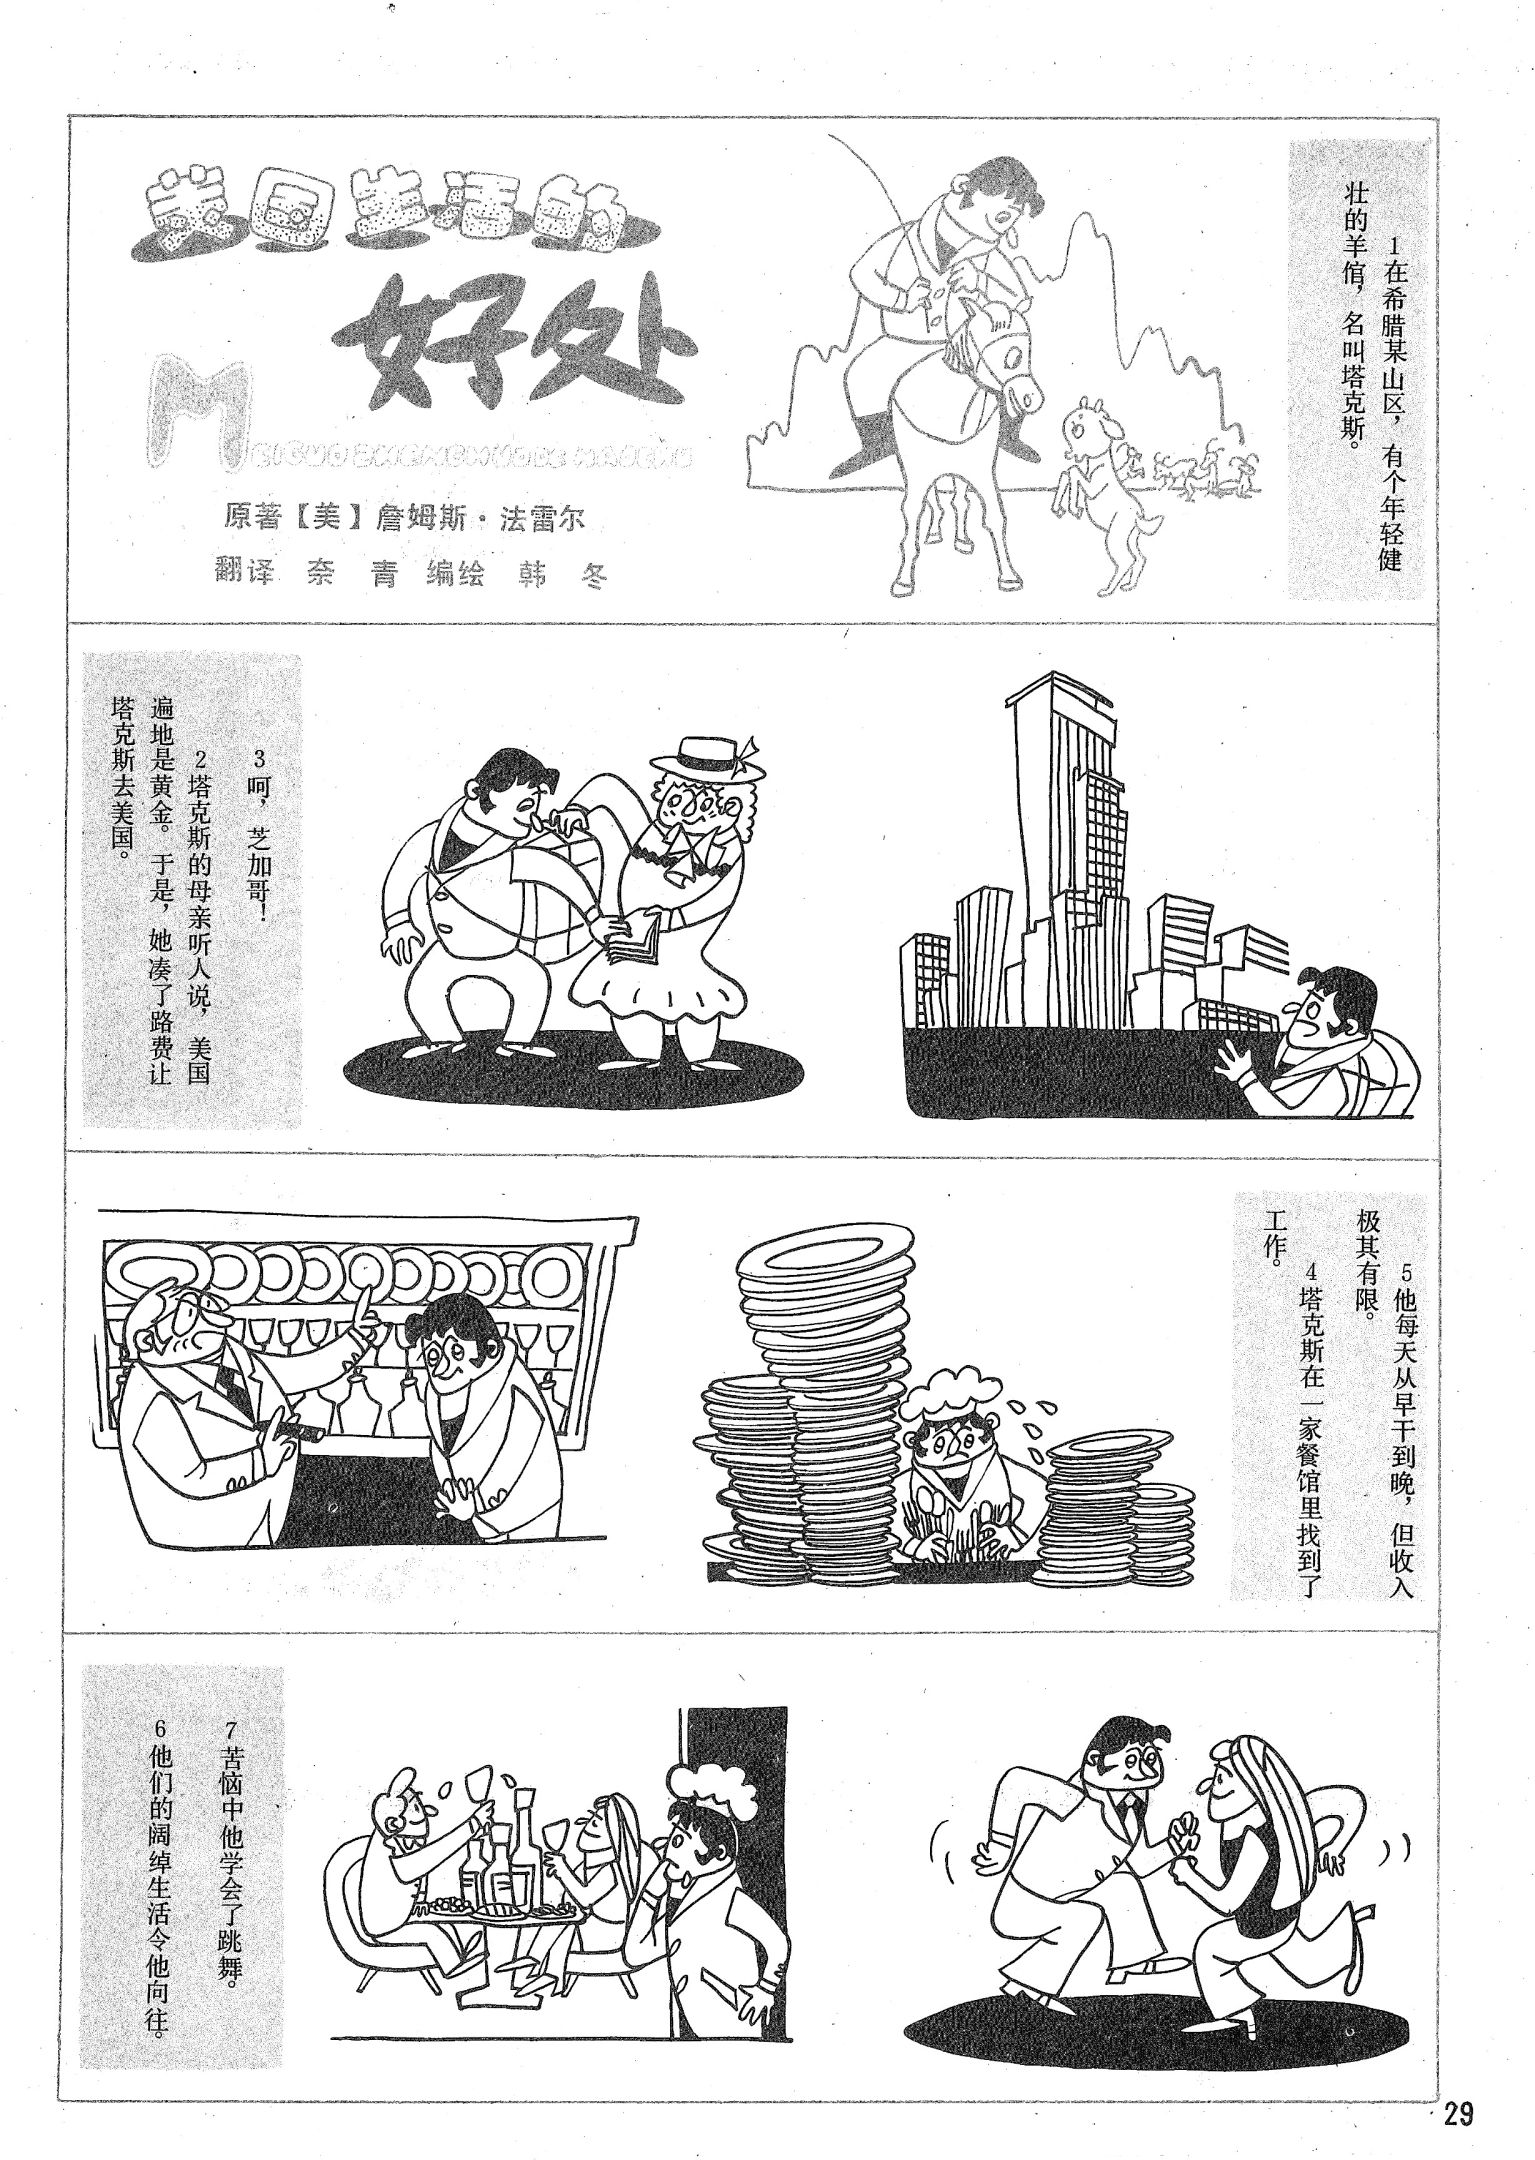 美国生活的
好处
MEIGUOSHENGHUODEHAOCHU
原著【美】詹姆斯·法雷尔
翻译 奈 青 编绘 韩 冬
1在希腊某山区，有个年轻健
壮的羊倌，名叫塔克斯。
3呵，芝加哥！
2塔克斯的母亲听人说，美国
遍地是黄金。于是，她凑了路费让
塔克斯去美国。
5他每天从早干到晚，但收入
极其有限。
4塔克斯在一家餐馆里找到了
工作。
7苦恼中他学会了跳舞。
6他们的阔绰生活令他向往。
29